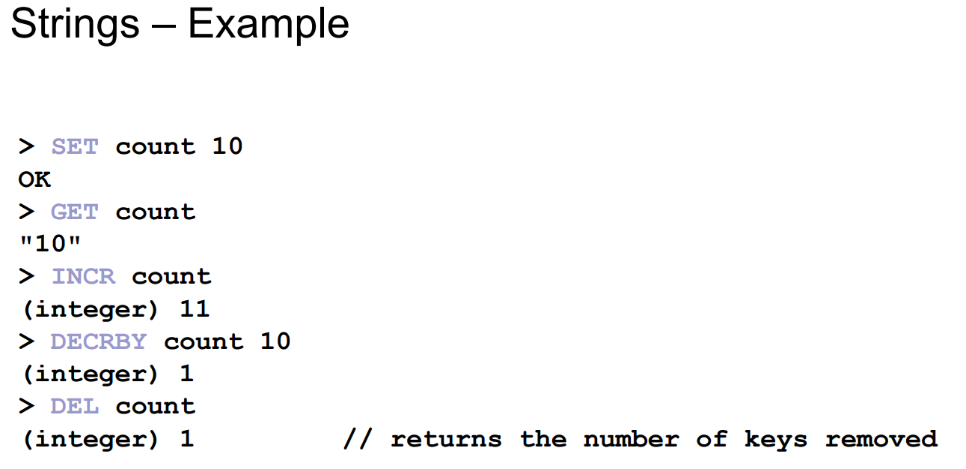 Strings – Example
> SET count 10
OK
> GET count
"10"
> INCR count
(integer) 11
> DECRBY count 10
(integer) 1
> DEL count
(integer) 1 // returns the number of keys removed